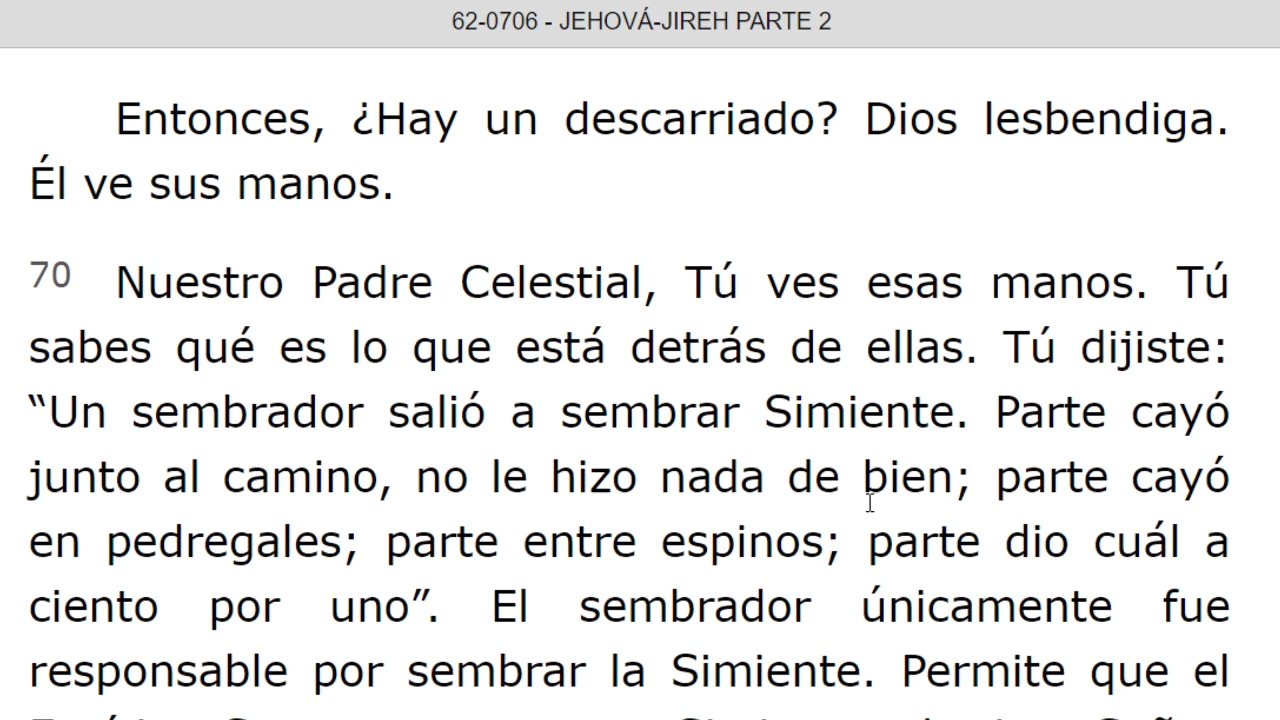 62-0706 - JEHOVÁ-JIREH PARTE 2
Entonces, ¿Hay un descarriado? Dios lesbendiga.
Él ve sus manos.
70 Nuestro Padre Celestial, Tú ves esas manos. Tú
sabes qué es lo que está detrás de ellas. Tú dijiste:
“Un sembrador salió a sembrar Simiente. Parte cayó
junto al camino, no le hizo nada de bien; parte cayó
en pedregales; parte entre espinos; parte dio cuál a
ciento por uno”. El sembrador únicamente fue
responsable por sembrar la Simiente. Permite que el